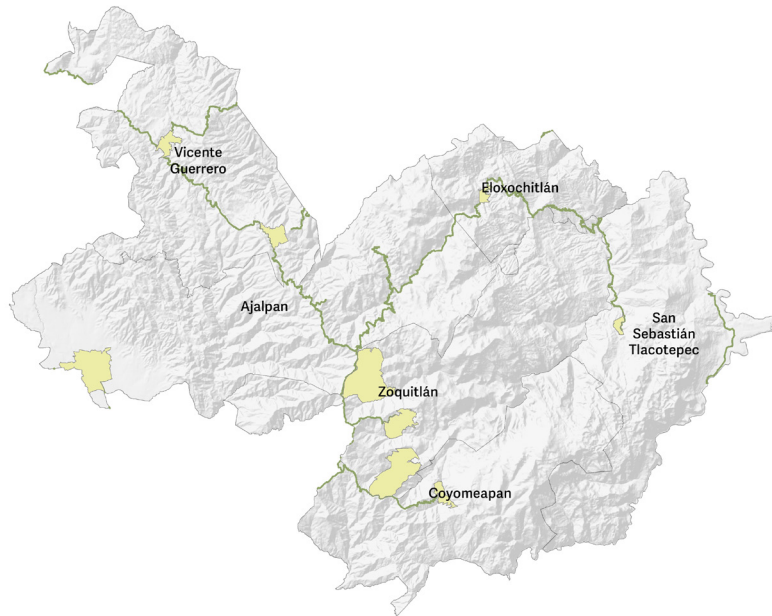 Vicente
Guerrero
Eloxochitlán
Ajalpan
San
Sebastián
Tlacotepec
Zoquitlán
Coyomeapan